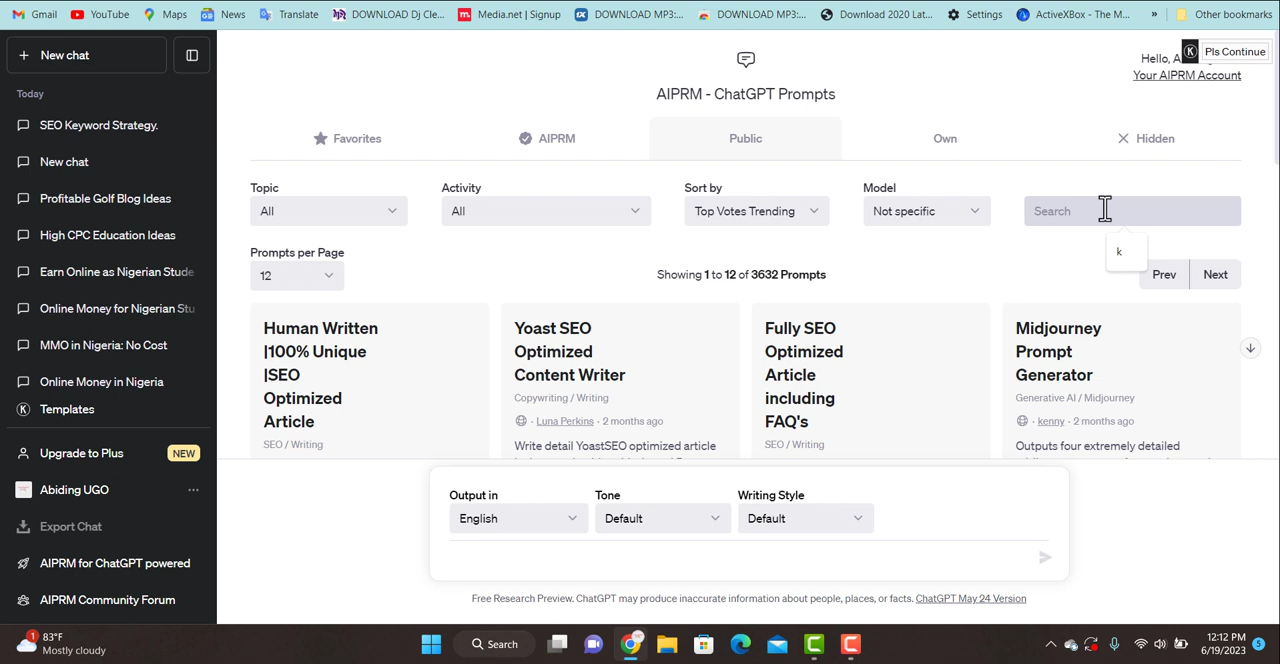 Gmail YouTube Maps News Translate DOWNLOAD Dj Cle... Media.net | Signup DOWNLOAD MP3:... DOWNLOAD MP3:... Download 2020 Lat... Settings ActiveXBox - The M... » Other bookmarks
New chat
Today
SEO Keyword Strategy.
New chat
Profitable Golf Blog Ideas
High CPC Education Ideas
Earn Online as Nigerian Stude
Online Money for Nigerian Stu
MMO in Nigeria: No Cost
Online Money in Nigeria
K Templates
Upgrade to Plus NEW
Abiding UGO ...
Export Chat
AIPRM for ChatGPT powered
AIPRM Community Forum
Hello, A
K Pls Continue
Your AIPRM Account
AIPRM - ChatGPT Prompts
Favorites AIPRM Public Own Hidden
Topic Activity Sort by Model
All All Top Votes Trending Not specific Search
k
Prompts per Page
12 Showing 1 to 12 of 3632 Prompts Prev Next
Human Written
|100% Unique
|SEO
Optimized
Article
SEO / Writing
Yoast SEO
Optimized
Content Writer
Copywriting / Writing
· Luna Perkins · 2 months ago
Write detail YoastSEO optimized article
Fully SEO
Optimized
Article
including
FAQ's
SEO / Writing
Midjourney
Prompt
Generator
Generative AI / Midjourney
· kenny · 2 months ago
Outputs four extremely detailed
Output in Tone Writing Style
English Default Default
Free Research Preview. ChatGPT may produce inaccurate information about people, places, or facts. ChatGPT May 24 Version
1 83°F
Mostly cloudy
Search
12:12 PM
6/19/2023
5